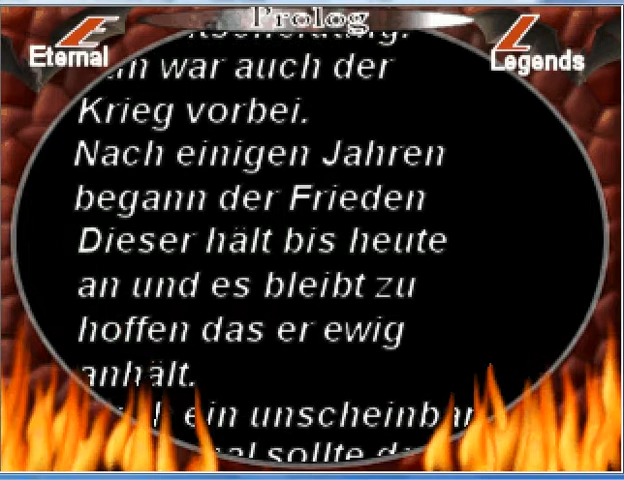 Prolog
Eternal
Legends
war auch der
Krieg vorbei.
Nach einigen Jahren
begann der Frieden
Dieser hält bis heute
an und es bleibt zu
hoffen das er ewig
anhält.
ein unscheinbar
sollte